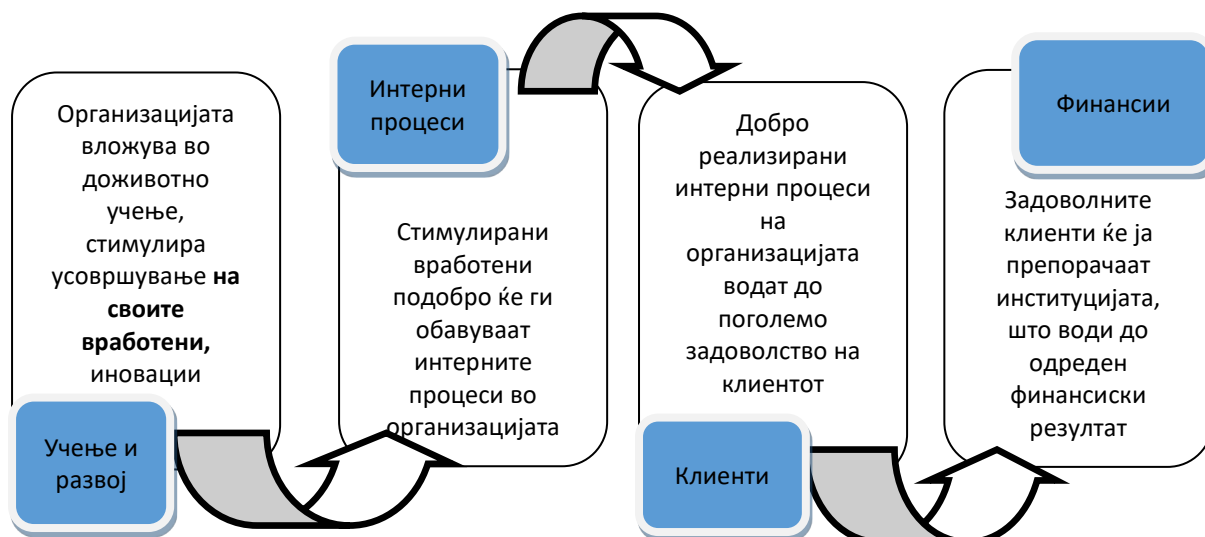 Организацијата
вложува во
доживотно
учење,
стимулира
усовршување на
своите
вработени,
иновации
Учење и
развој
Интерни
процеси
Стимулирани
вработени
подобро ќе ги
обавуваат
интерните
процеси во
организацијата
Добро
реализирани
интерни процеси
на
организацијата
водат до
поголемо
задоволство на
клиентот
Клиенти
Финансии
Задоволните
клиенти ќе ја
препорачаат
институцијата,
што води до
одреден
финансиски
резултат